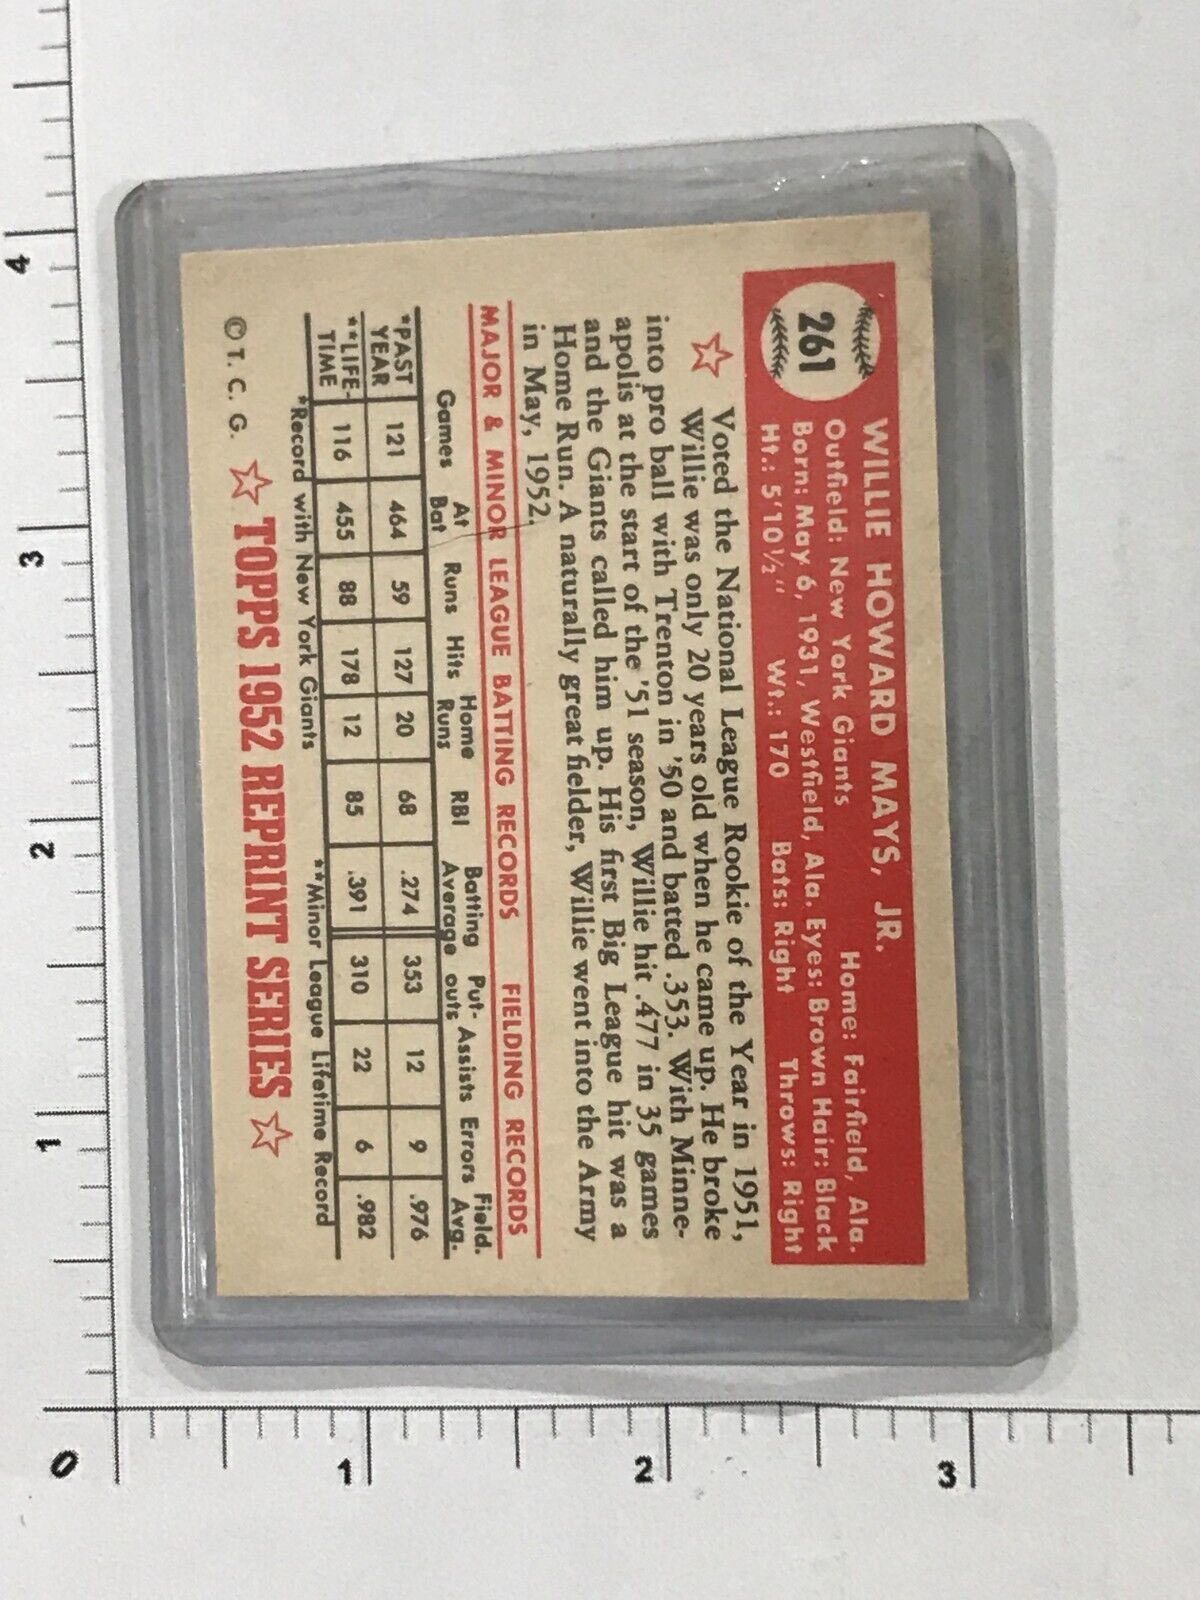 261
WILLIE HOWARD MAYS, JR.
Outfield: New York Giants Home: Fairfield, Ala.
Born: May 6, 1931, Westfield, Ala. Eyes: Brown Hair: Black
Ht.: 5'10½" Wt.: 170 Bats: Right Throws: Right
Voted the National League Rookie of the Year in 1951,
Willie was only 20 years old when he came up. He broke
into pro ball with Trenton in '50 and batted .353. With Minne-
apolis at the start of the '51 season, Willie hit .477 in 35 games
and the Giants called him up. His first Big League hit was a
Home Run. A naturally great fielder, Willie went into the Army
in May, 1952.
MAJOR & MINOR LEAGUE BATTING RECORDS FIELDING RECORDS
Games At Bat Runs Hits Home Runs RBI Batting Average Put-outs Assists Errors Field. Avg.
*PAST YEAR 121 464 59 127 20 68 .274 353 12 9 .976
**LIFE-TIME 116 455 88 178 12 85 .391 310 22 6 .982
*Record with New York Giants **Minor League Lifetime Record
©T. C. G. TOPPS 1952 REPRINT SERIES
4
3
2
1
0
1
2
3